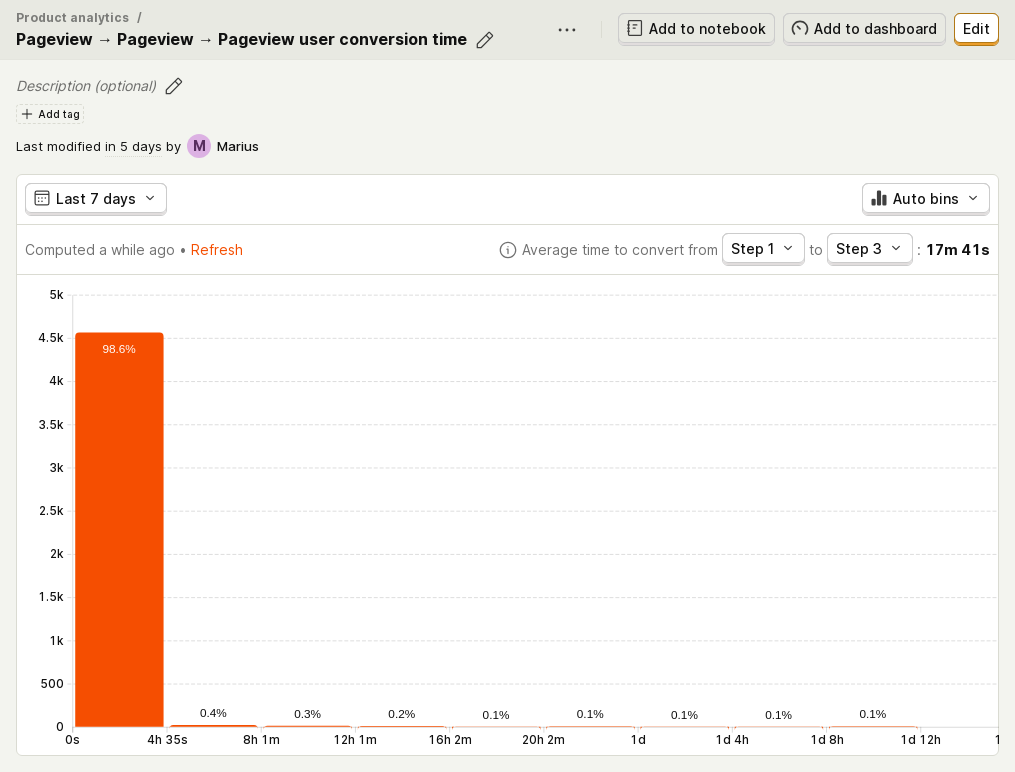 Product analytics /
Pageview → Pageview → Pageview user conversion time
Add to notebook
Add to dashboard
Edit
Description (optional)
Add tag
Last modified in 5 days by M Marius
Last 7 days
Auto bins
Computed a while ago • Refresh
Average time to convert from Step 1 to Step 3 : 17m 41s
5k
4.5k
98.6%
4k
3.5k
3k
2.5k
2k
1.5k
1k
500
0.4% 0.3% 0.2% 0.1% 0.1% 0.1% 0.1% 0.1%
0
0s 4h 35s 8h 1m 12h 1m 16h 2m 20h 2m 1d 1d 4h 1d 8h 1d 12h 1